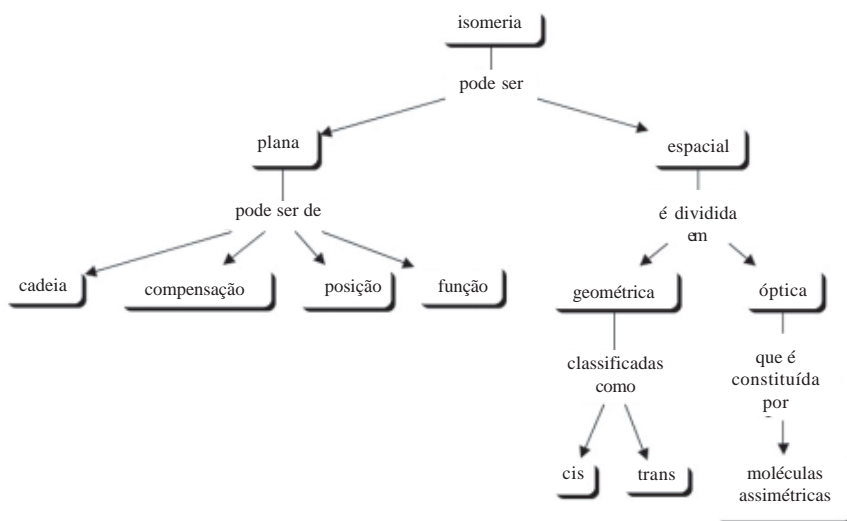 isomeria
pode ser
plana
espacial
pode ser de
é dividida
em
cadeia
compensação
posição
função
geométrica
óptica
classificadas
como
que é
constituída
por
cis
trans
moléculas
assimétricas